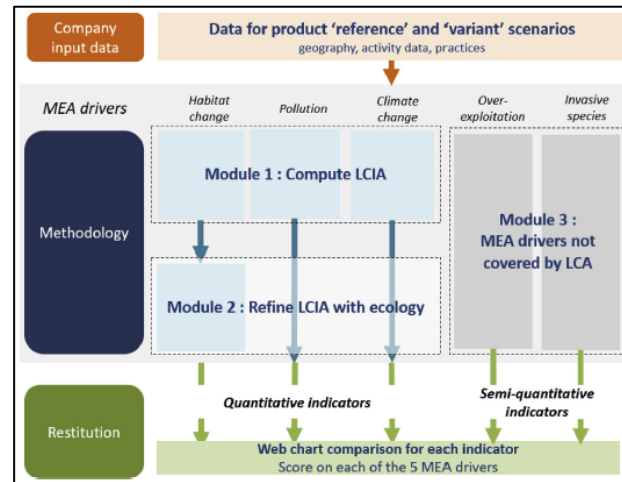 Company
input data
Data for product ‘reference’ and ‘variant’ scenarios
geography, activity data, practices
MEA drivers
Habitat
change
Pollution
Climate
change
Over-
exploitation
Invasive
species
Methodology
Module 1 : Compute LCIA
Module 2 : Refine LCIA with ecology
Module 3 :
MEA drivers not
covered by LCA
Restitution
Quantitative indicators
Semi-quantitative
indicators
Web chart comparison for each indicator
Score on each of the 5 MEA drivers